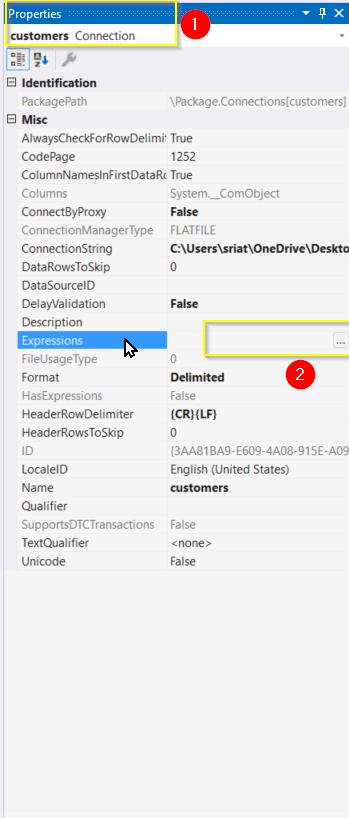 Properties
1
customers Connection
Identification
PackagePath \Package.Connections[customers]
Misc
AlwaysCheckForRowDelimit True
CodePage 1252
ColumnNamesInFirstDataRo True
Columns System.__ComObject
ConnectByProxy False
ConnectionManagerType FLATFILE
ConnectionString C:\Users\sriat\OneDrive\Deskto
DataRowsToSkip 0
DataSourceID
DelayValidation False
Description
Expressions ...
FileUsageType 0
2
Format Delimited
HasExpressions False
HeaderRowDelimiter {CR}{LF}
HeaderRowsToSkip 0
ID {3AA81BA9-E609-4A08-915E-A09
LocaleID English (United States)
Name customers
Qualifier
SupportsDTCTransactions False
TextQualifier <none>
Unicode False